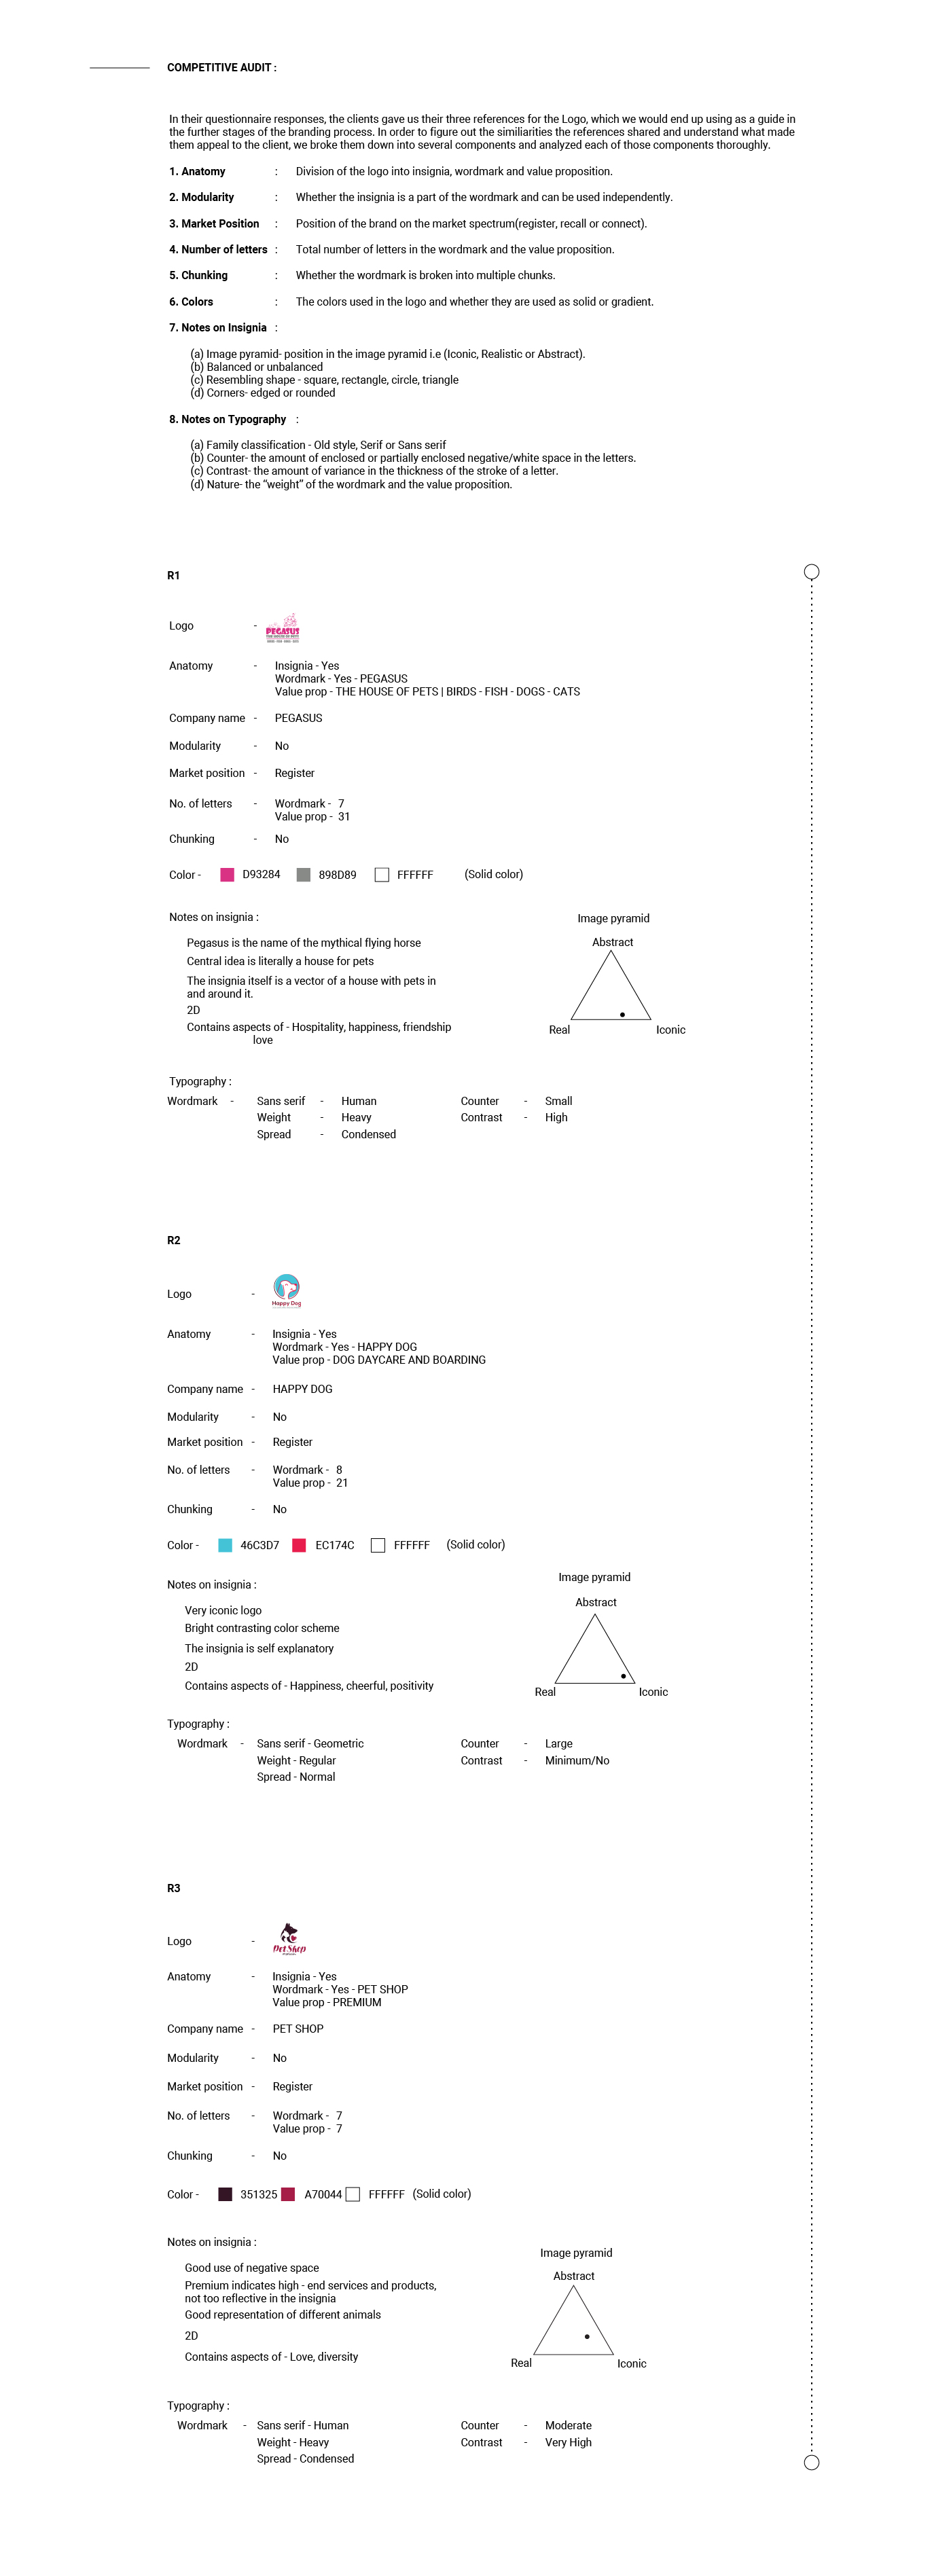 COMPETITIVE AUDIT :
In their questionnaire responses, the clients gave us their three references for the Logo, which we would end up using as a guide in
the further stages of the branding process. In order to figure out the similiarities the references shared and understand what made
them appeal to the client, we broke them down into several components and analyzed each of those components thoroughly.
1. Anatomy : Division of the logo into insignia, wordmark and value proposition.
2. Modularity : Whether the insignia is a part of the wordmark and can be used independently.
3. Market Position : Position of the brand on the market spectrum(register, recall or connect).
4. Number of letters : Total number of letters in the wordmark and the value proposition.
5. Chunking : Whether the wordmark is broken into multiple chunks.
6. Colors : The colors used in the logo and whether they are used as solid or gradient.
7. Notes on Insignia :
(a) Image pyramid- position in the image pyramid i.e (Iconic, Realistic or Abstract).
(b) Balanced or unbalanced
(c) Resembling shape - square, rectangle, circle, triangle
(d) Corners- edged or rounded
8. Notes on Typography :
(a) Family classification - Old style, Serif or Sans serif
(b) Counter- the amount of enclosed or partially enclosed negative/white space in the letters.
(c) Contrast- the amount of variance in the thickness of the stroke of a letter.
(d) Nature- the “weight” of the wordmark and the value proposition.
R1
Logo -
PEGASUS
Anatomy - Insignia - Yes
Wordmark - Yes - PEGASUS
Value prop - THE HOUSE OF PETS | BIRDS - FISH - DOGS - CATS
Company name - PEGASUS
Modularity - No
Market position - Register
No. of letters - Wordmark - 7
Value prop - 31
Chunking - No
Color - D93284 898D89 FFFFFF (Solid color)
Notes on insignia :
Pegasus is the name of the mythical flying horse
Central idea is literally a house for pets
The insignia itself is a vector of a house with pets in
and around it.
2D
Contains aspects of - Hospitality, happiness, friendship
love
Image pyramid
Abstract
Real Iconic
Typography :
Wordmark - Sans serif - Human Counter - Small
Weight - Heavy Contrast - High
Spread - Condensed
R2
Logo -
Happy Dog
Anatomy - Insignia - Yes
Wordmark - Yes - HAPPY DOG
Value prop - DOG DAYCARE AND BOARDING
Company name - HAPPY DOG
Modularity - No
Market position - Register
No. of letters - Wordmark - 8
Value prop - 21
Chunking - No
Color - 46C3D7 EC174C FFFFFF (Solid color)
Notes on insignia :
Very iconic logo
Bright contrasting color scheme
The insignia is self explanatory
2D
Contains aspects of - Happiness, cheerful, positivity
Image pyramid
Abstract
Real Iconic
Typography :
Wordmark - Sans serif - Geometric Counter - Large
Weight - Regular Contrast - Minimum/No
Spread - Normal
R3
Logo -
Pet Shop
Anatomy - Insignia - Yes
Wordmark - Yes - PET SHOP
Value prop - PREMIUM
Company name - PET SHOP
Modularity - No
Market position - Register
No. of letters - Wordmark - 7
Value prop - 7
Chunking - No
Color - 351325 A70044 FFFFFF (Solid color)
Notes on insignia :
Good use of negative space
Premium indicates high - end services and products,
not too reflective in the insignia
Good representation of different animals
2D
Contains aspects of - Love, diversity
Image pyramid
Abstract
Real Iconic
Typography :
Wordmark - Sans serif - Human Counter - Moderate
Weight - Heavy Contrast - Very High
Spread - Condensed